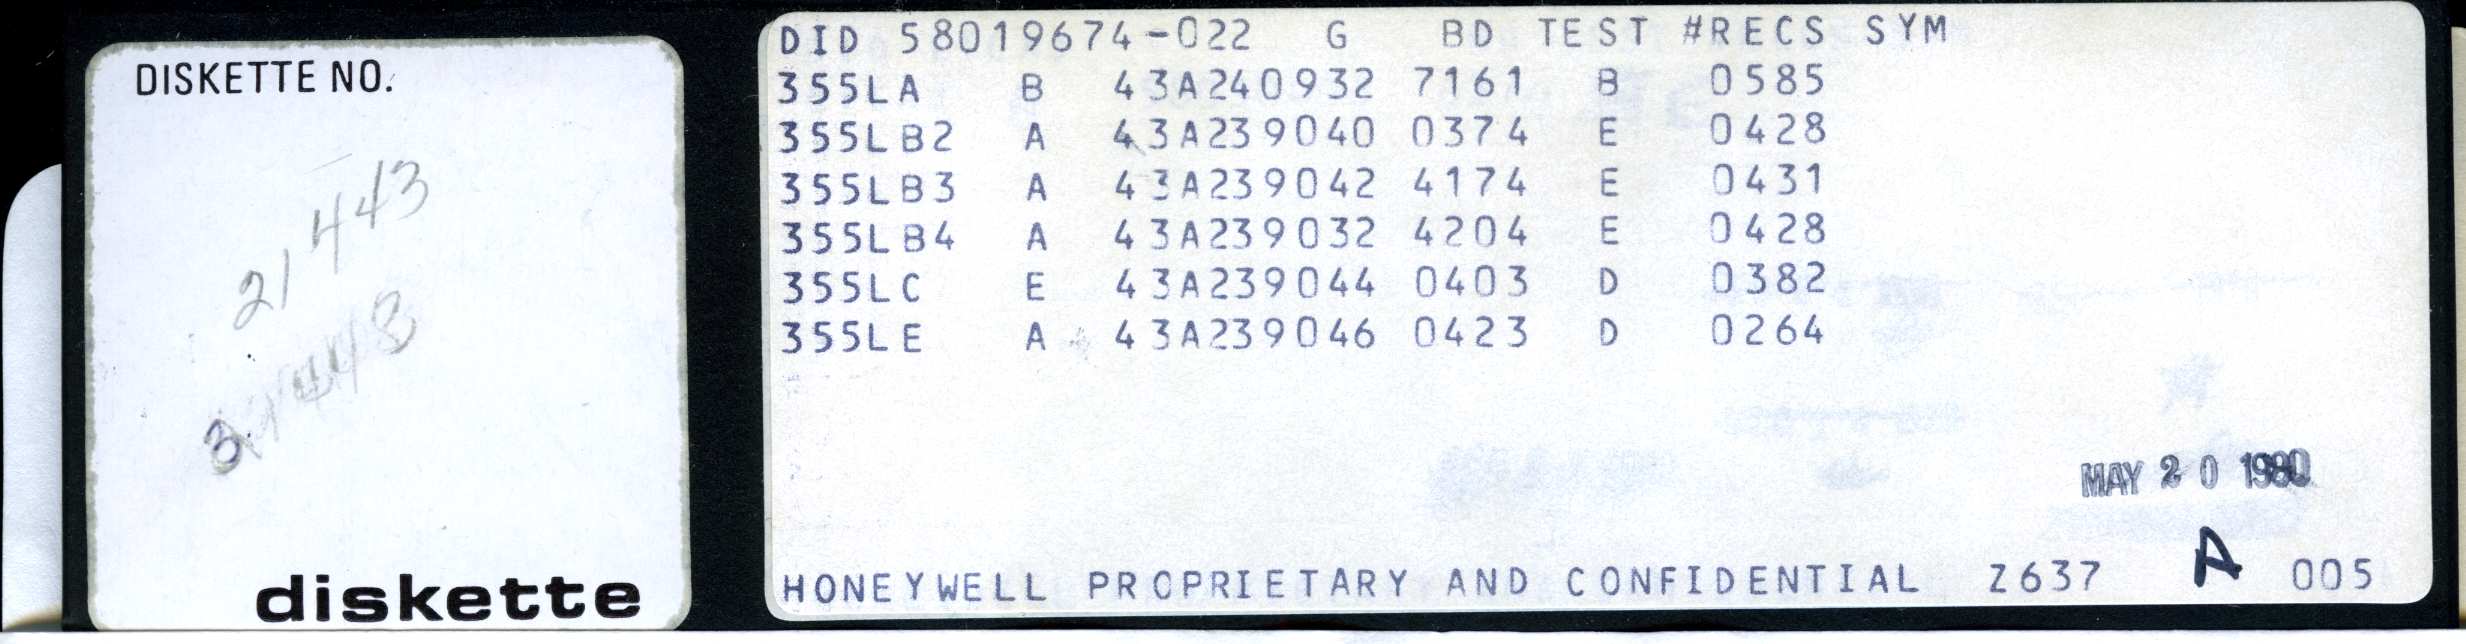 DISKETTE NO.
21443
diskette
DID 58019674-022 G BD TEST #RECS SYM
355LA B 43A240932 7161 B 0585
355LB2 A 43A239040 0374 E 0428
355LB3 A 43A239042 4174 E 0431
355LB4 A 43A239032 4204 E 0428
355LC E 43A239044 0403 D 0382
355LE A 43A239046 0423 D 0264
MAY 20 1980
A
HONEYWELL PROPRIETARY AND CONFIDENTIAL Z637 005